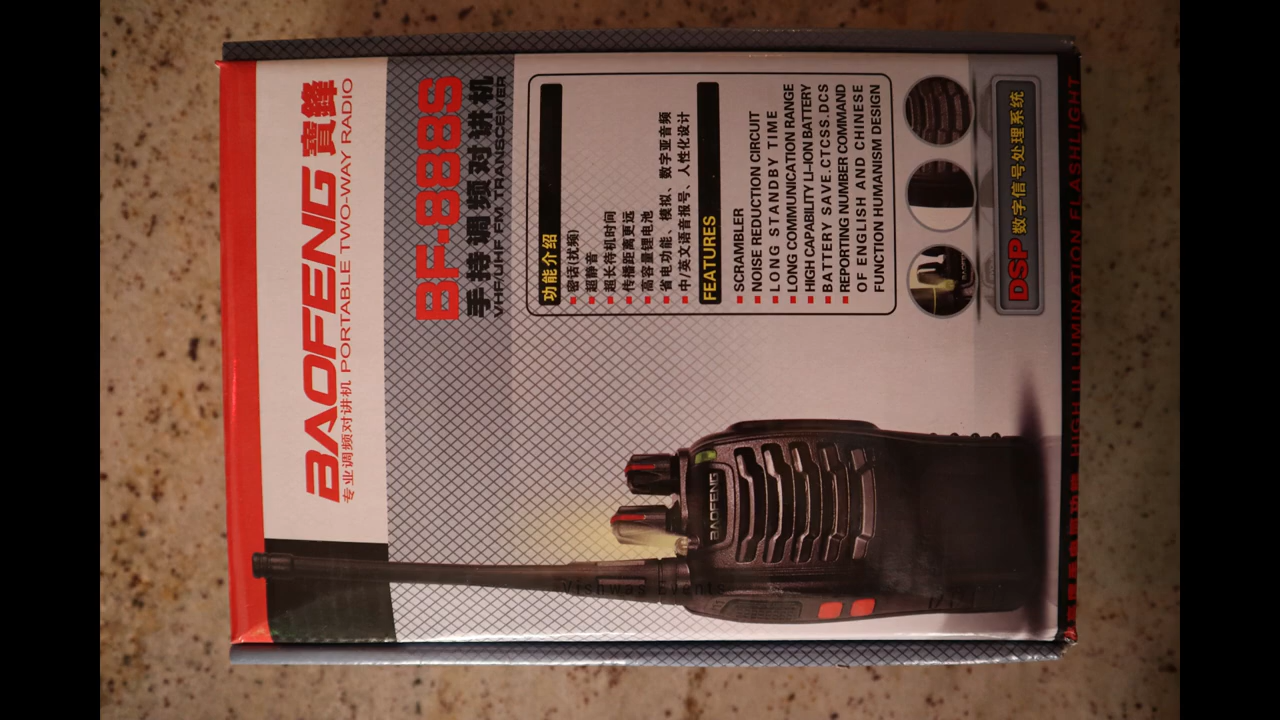 BAOFENG 寶鋒
专业调频对讲机 PORTABLE TWO-WAY RADIO
BF-888S
手持调频对讲机
VHF/UHF FM TRANSCEIVER
功能介绍
密话(扰频)
超静音
超长待机时间
传播距离更远
高容量锂电池
省电功能、模拟、数字亚音频
中/英文语音报号、人性化设计
FEATURES
SCRAMBLER
NOISE REDUCTION CIRCUIT
LONG STANDBY TIME
LONG COMMUNICATION RANGE
HIGH CAPABILITY LI-ION BATTERY
BATTERY SAVE.CTCSS.DCS
REPORTING NUMBER COMMAND
OF ENGLISH AND CHINESE
FUNCTION HUMANISM DESIGN
BAOFENG
DSP 数字信号处理系统
BAOFENG
HIGH ILLUMINATION FLASHLIGHT
Vishwas Events